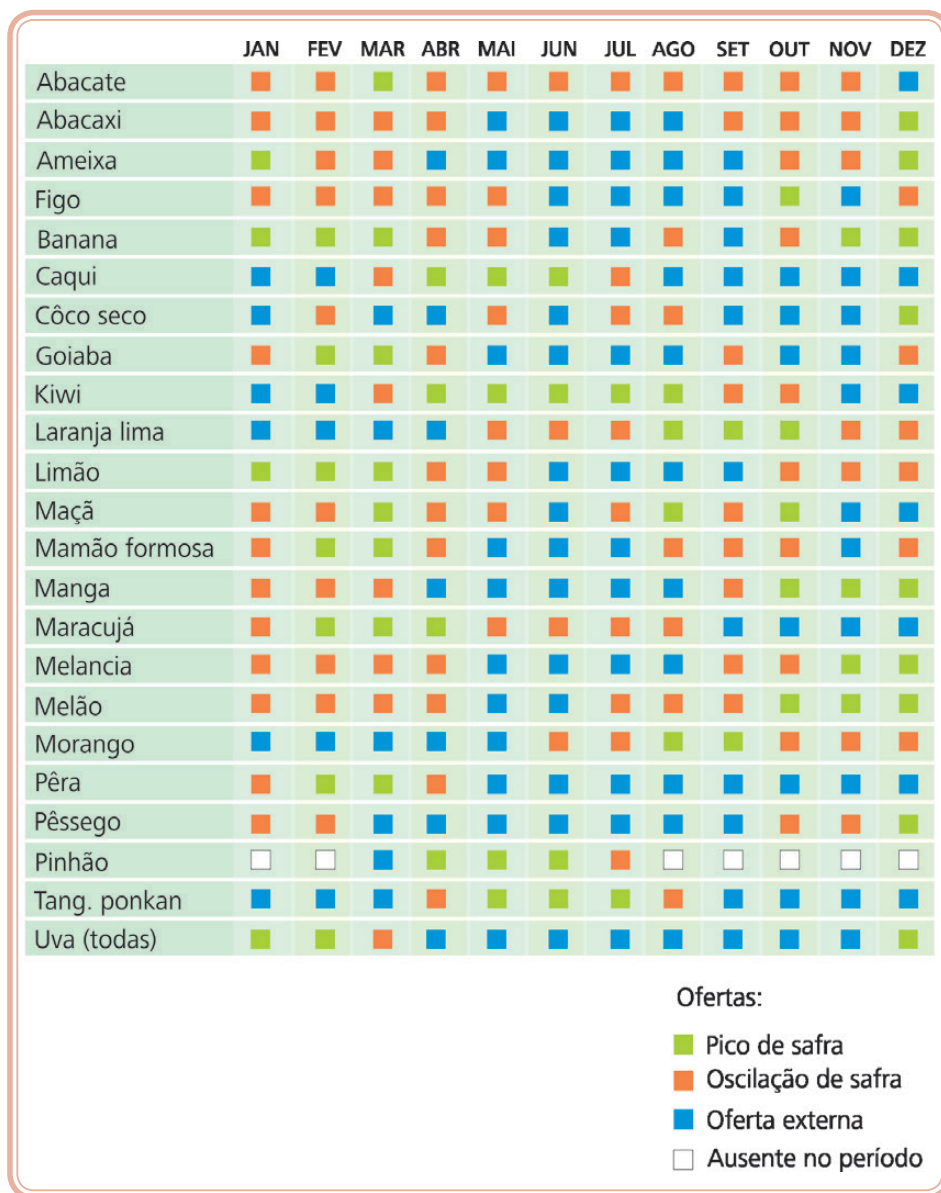 JAN FEV MAR ABR MAI JUN JUL AGO SET OUT NOV DEZ
Abacate
Abacaxi
Ameixa
Figo
Banana
Caqui
Côco seco
Goiaba
Kiwi
Laranja lima
Limão
Maçã
Mamão formosa
Manga
Maracujá
Melancia
Melão
Morango
Pêra
Pêssego
Pinhão
Tang. ponkan
Uva (todas)
Ofertas:
Pico de safra
Oscilação de safra
Oferta externa
Ausente no período